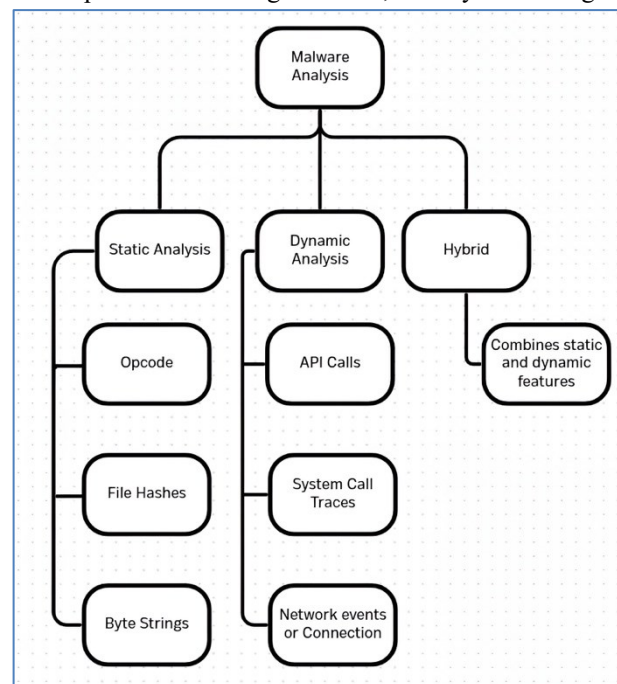 Malware
Analysis
Static Analysis
Dynamic
Analysis
Hybrid
Opcode
API Calls
Combines static
and dynamic
features
File Hashes
System Call
Traces
Byte Strings
Network events
or Connection